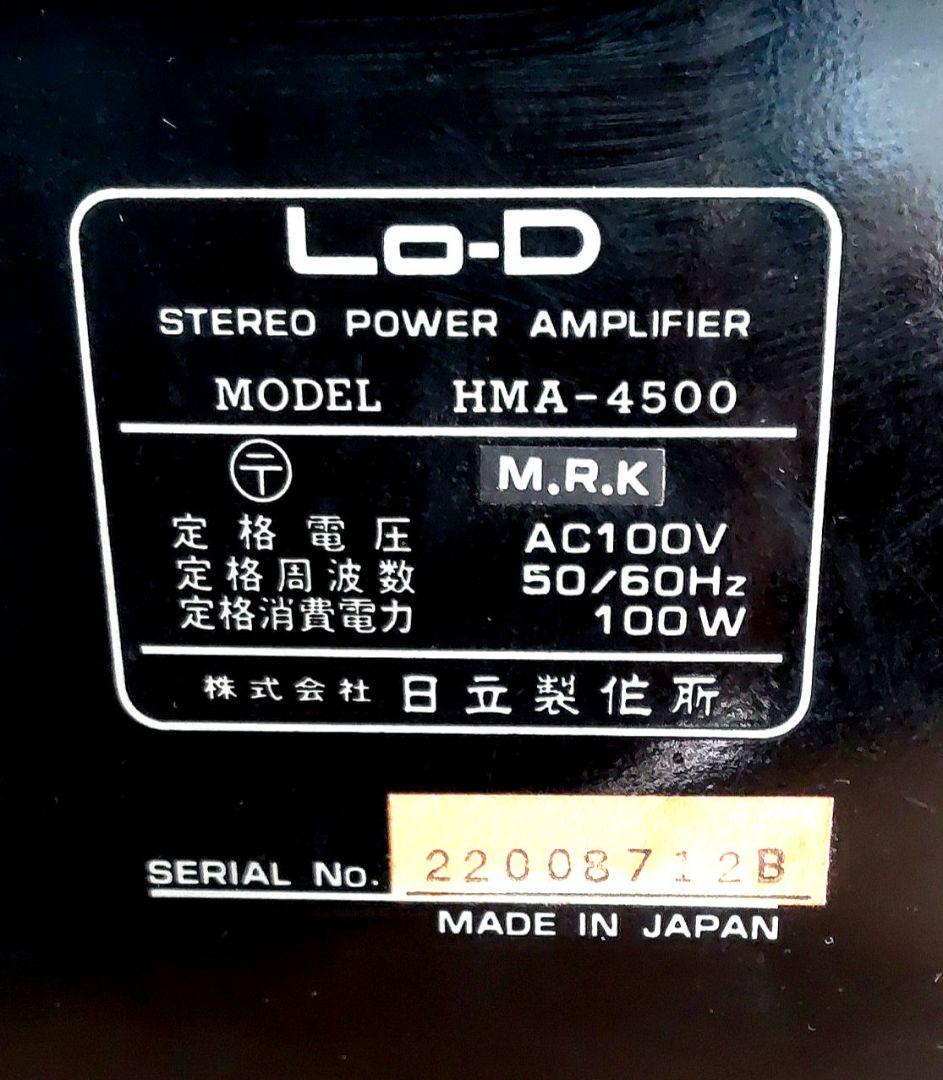 Lo-D
STEREO POWER AMPLIFIER
MODEL HMA-4500
〒 M.R.K
定格電圧 AC100V
定格周波数 50/60Hz
定格消費電力 100W
株式会社 日立製作所
SERIAL No. 22008712B
MADE IN JAPAN